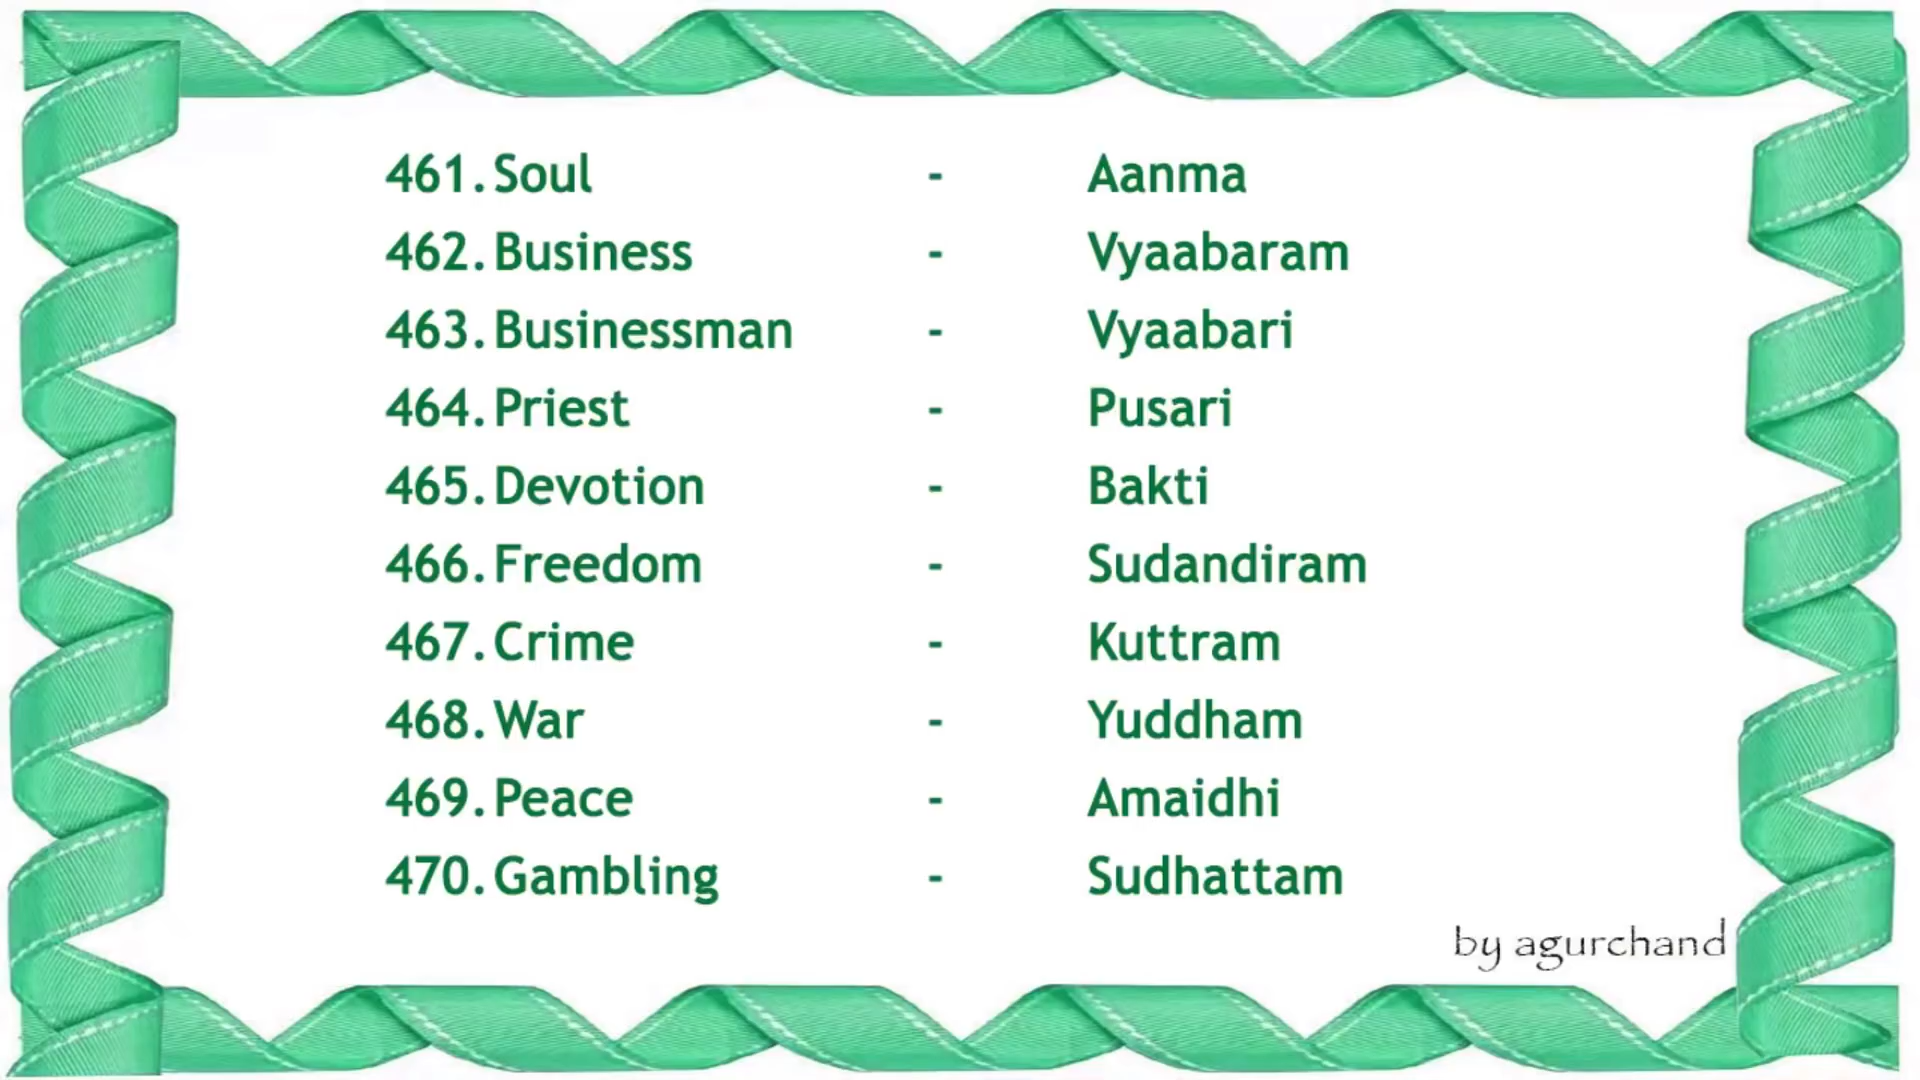 461. Soul - Aanma
462. Business - Vyaabaram
463. Businessman - Vyaabari
464. Priest - Pusari
465. Devotion - Bakti
466. Freedom - Sudandiram
467. Crime - Kuttram
468. War - Yuddham
469. Peace - Amaidhi
470. Gambling - Sudhattam
by agurchand